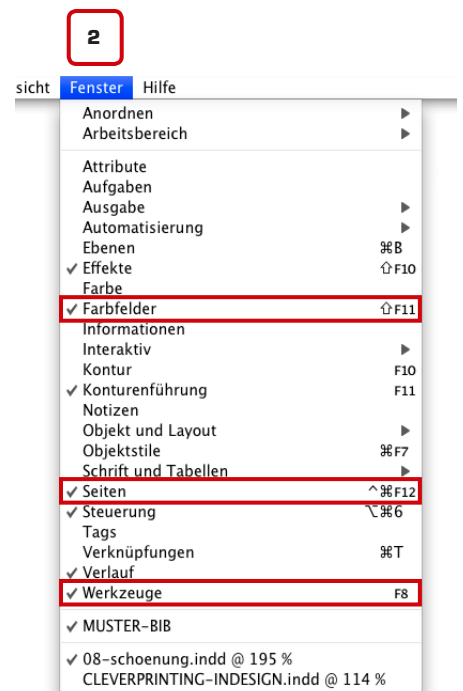 2
sicht Fenster Hilfe
Anordnen
Arbeitsbereich
Attribute
Aufgaben
Ausgabe
Automatisierung
Ebenen ⌘B
✓ Effekte ⇧F10
Farbe
✓ Farbfelder ⇧F11
Informationen
Interaktiv
Kontur F10
✓ Konturenführung F11
Notizen
Objekt und Layout
Objektstile ⌘F7
Schrift und Tabellen
✓ Seiten ^⌘F12
✓ Steuerung ⌥⌘6
Tags
Verknüpfungen ⌘T
✓ Verlauf
✓ Werkzeuge F8
✓ MUSTER-BIB
✓ 08-schoenung.indd @ 195 %
CLEVERPRINTING-INDESIGN.indd @ 114 %